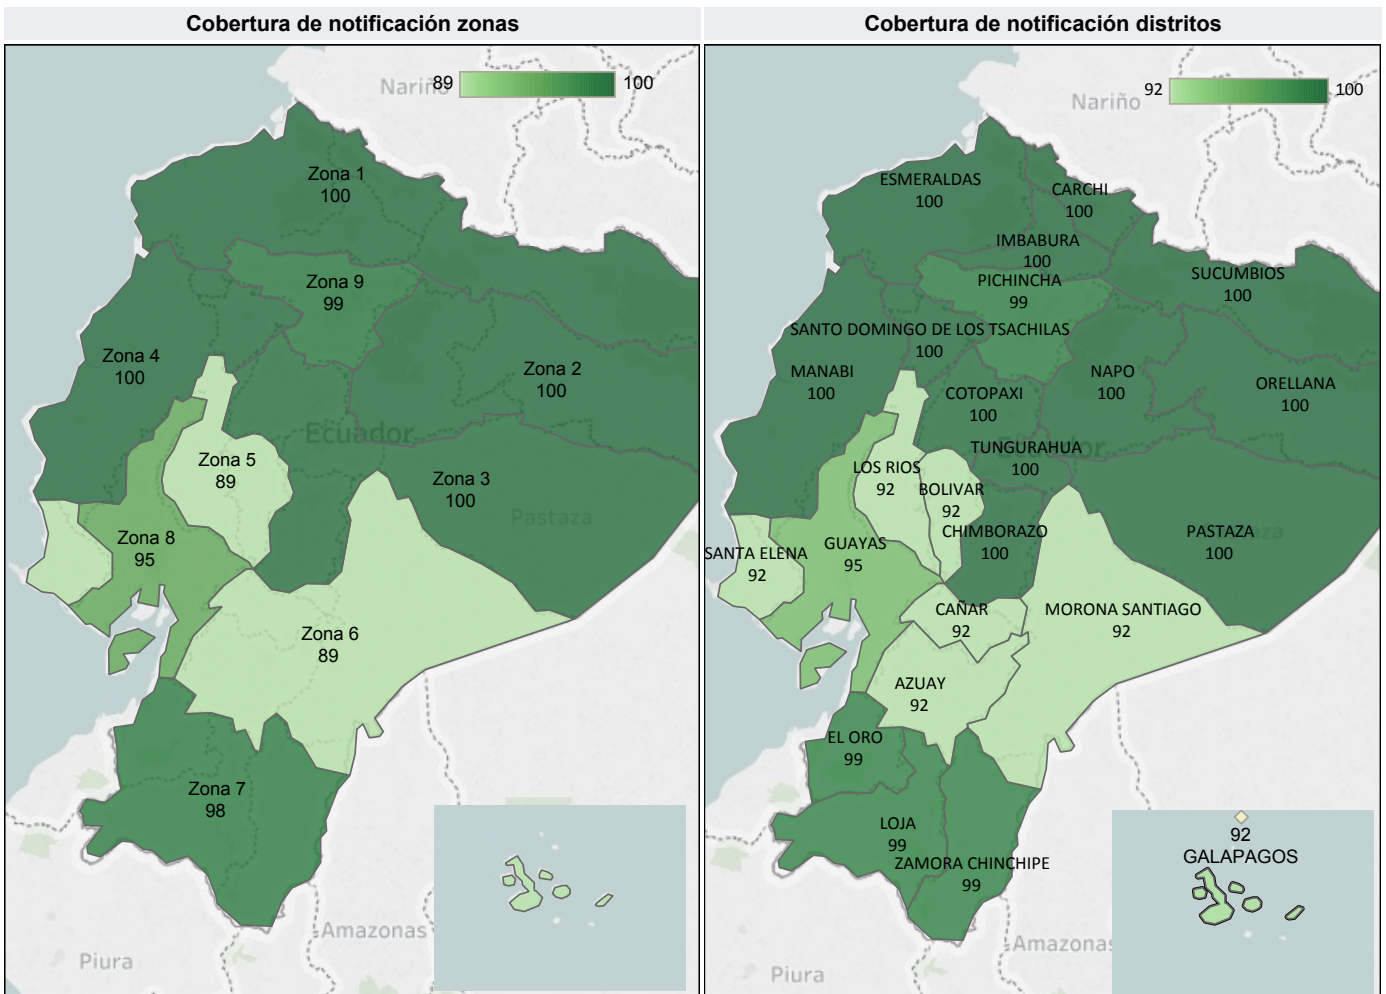 Cobertura de notificación zonas
Nariño
89
100
Zona 1
100
Zona 9
99
Zona 4
100
Zona 2
100
Ecuador
Zona 5
89
Zona 3
100
Pastaza
Zona 8
95
Zona 6
89
Zona 7
98
Amazonas
Piura
Cobertura de notificación distritos
92
100
Nariño
ESMERALDAS
100
CARCHI
100
IMBABURA
100
SUCUMBIOS
100
PICHINCHA
99
SANTO DOMINGO DE LOS TSACHILAS
100
MANABI
100
NAPO
100
ORELLANA
100
COTOPAXI
100
TUNGURAHUA
100
Ecuador
LOS RIOS
92
BOLIVAR
92
CHIMBORAZO
100
PASTAZA
100
SANTA ELENA
92
GUAYAS
95
CAÑAR
92
MORONA SANTIAGO
92
AZUAY
92
EL ORO
99
LOJA
99
ZAMORA CHINCHIPE
99
92
GALAPAGOS
Amazonas
Piura